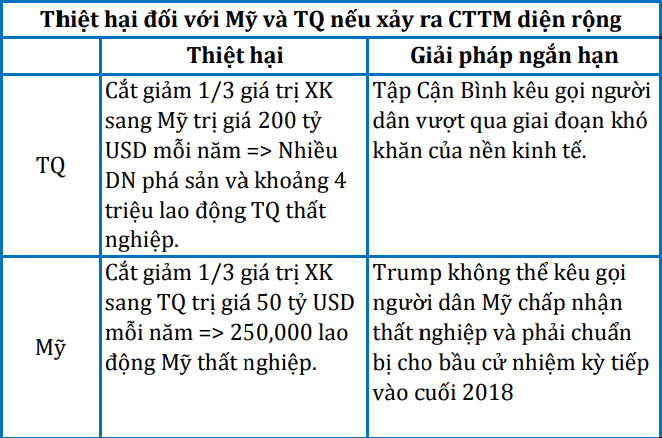 Thiệt hại đối với Mỹ và TQ nếu xảy ra CTTM diện rộng
Thiệt hại
Giải pháp ngắn hạn
TQ
Cắt giảm 1/3 giá trị XK
sang Mỹ trị giá 200 tỷ
USD mỗi năm => Nhiều
DN phá sản và khoảng 4
triệu lao động TQ thất
nghiệp.
Tập Cận Bình kêu gọi người
dân vượt qua giai đoạn khó
khăn của nền kinh tế.
Mỹ
Cắt giảm 1/3 giá trị XK
sang TQ trị giá 50 tỷ USD
mỗi năm => 250,000 lao
động Mỹ thất nghiệp.
Trump không thể kêu gọi
người dân Mỹ chấp nhận
thất nghiệp và phải chuẩn
bị cho bầu cử nhiệm kỳ tiếp
vào cuối 2018